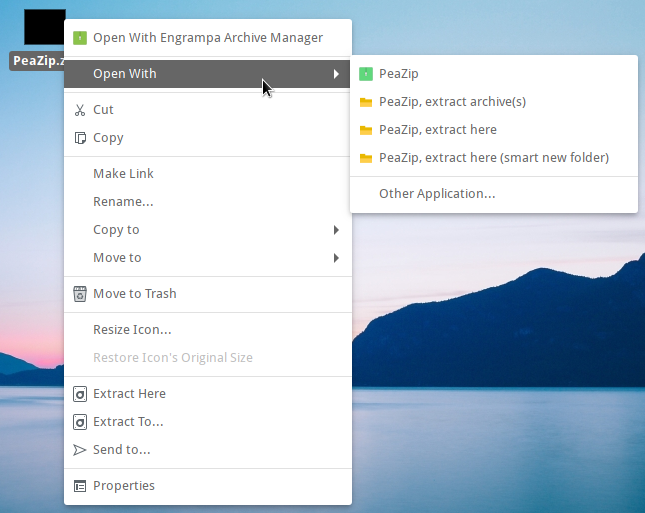 PeaZip.z
Open With Engrampa Archive Manager
Open With
Cut
Copy
Make Link
Rename...
Copy to
Move to
Move to Trash
Resize Icon...
Restore Icon's Original Size
Extract Here
Extract To...
Send to...
Properties
PeaZip
PeaZip, extract archive(s)
PeaZip, extract here
PeaZip, extract here (smart new folder)
Other Application...